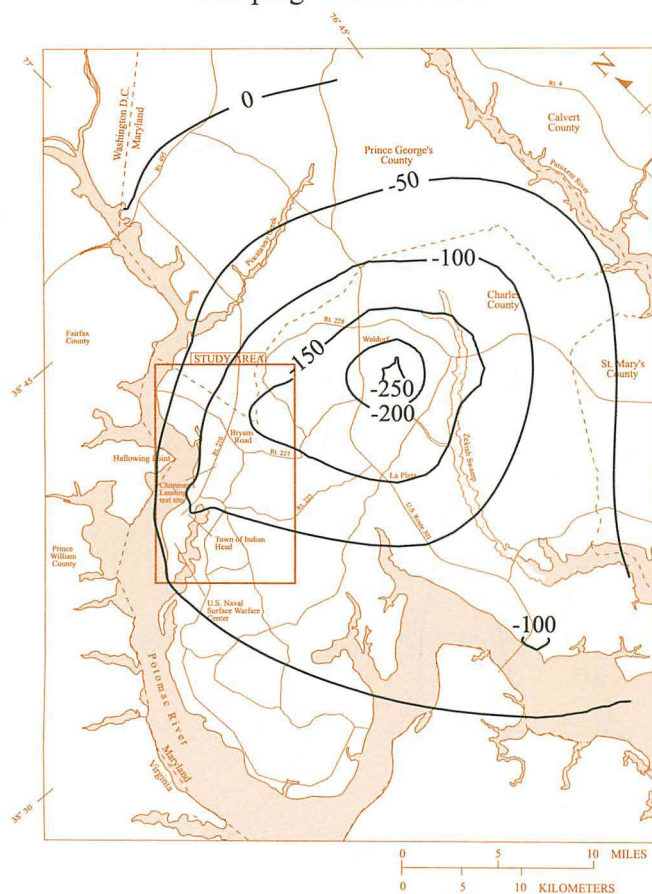 76° 45'
77°
N
Rt. 4
0
Washington D.C.
Maryland
Calvert
County
Prince George's
County
Patuxent River
-50
Piscataway Creek
-100
Charles
County
Rt. 228
Fairfax
County
Waldorf
STUDY AREA
-150
St. Mary's
County
38° 45'
-250
-200
Bryans
Road
Rt. 210
Rt. 227
Hallowing Point
Zekiah Swamp
La Plata
Chapman's
Landing
test site
Rt. 225
U.S. Route 301
Town of Indian
Head
Prince
William
County
U.S. Naval
Surface Warfare
Center
-100
Potomac River
Maryland
Virginia
38° 30'
0 5 10 MILES
0 5 10 KILOMETERS